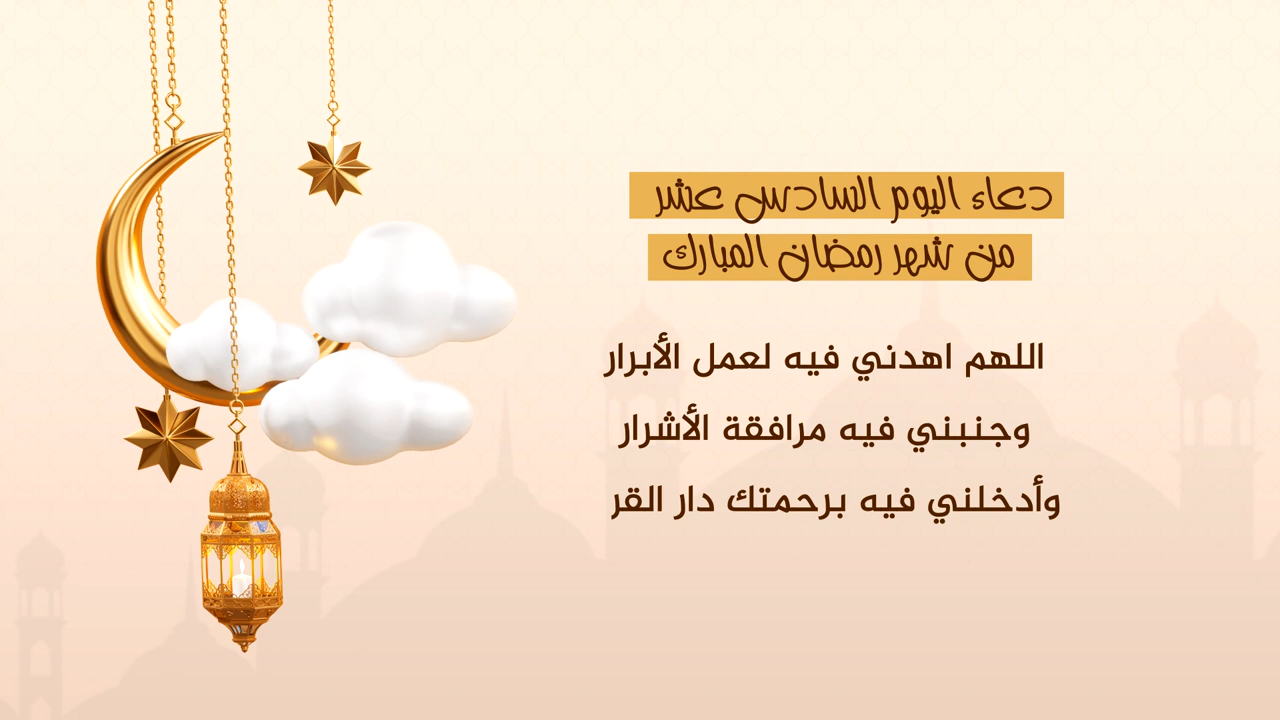 دعاء اليوم السادس عشر
من شهر رمضان المبارك
اللهم اهدني فيه لعمل الأبرار
وجنبني فيه مرافقة الأشرار
وأدخلني فيه برحمتك دار القر